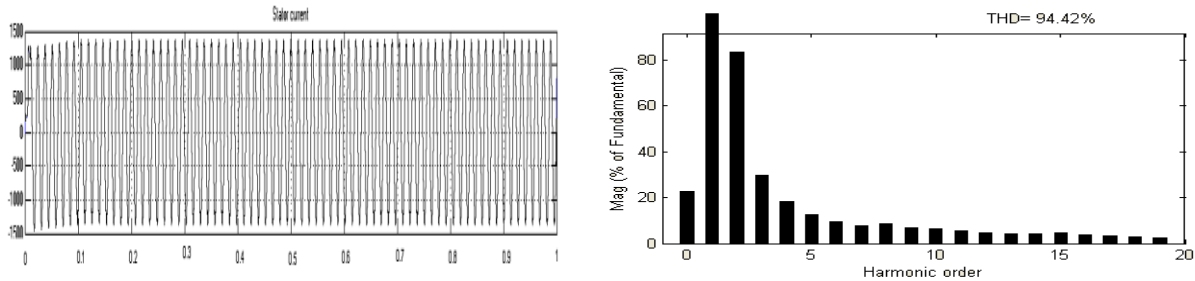 Stator current
1500
1000
500
0
-500
-1000
-1500
0 0.1 0.2 0.3 0.4 0.5 0.6 0.7 0.8 0.9 1
THD= 94.42%
Mag (% of Fundamental)
80
60
40
20
0
0 5 10 15 20
Harmonic order